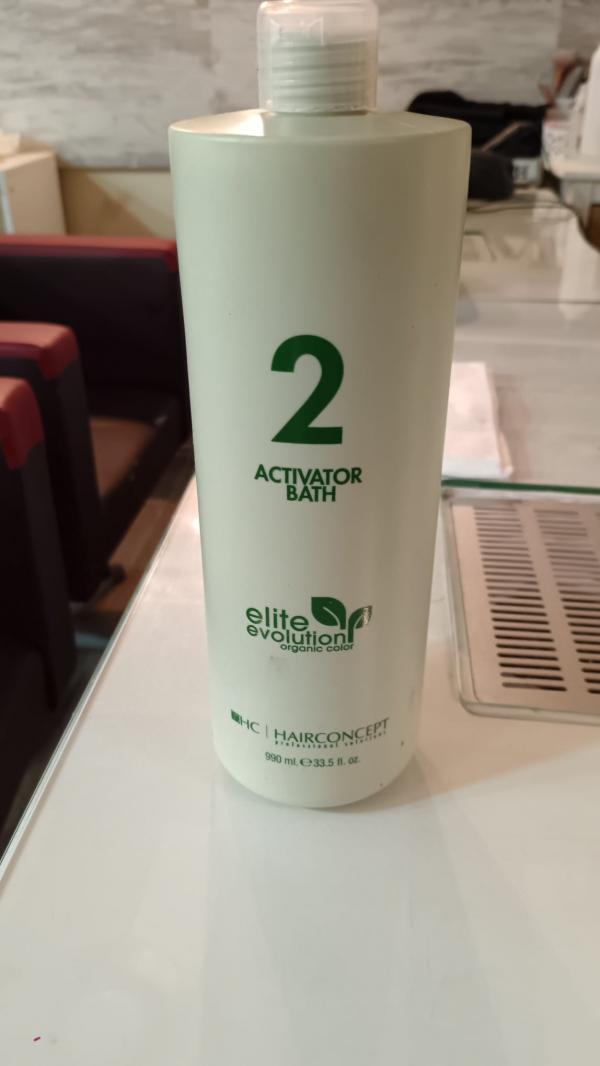 2
ACTIVATOR
BATH
elite
evolution
organic color
HC | HAIRCONCEPT
professional solutions
990 ml. ℮ 33.5 fl. oz.